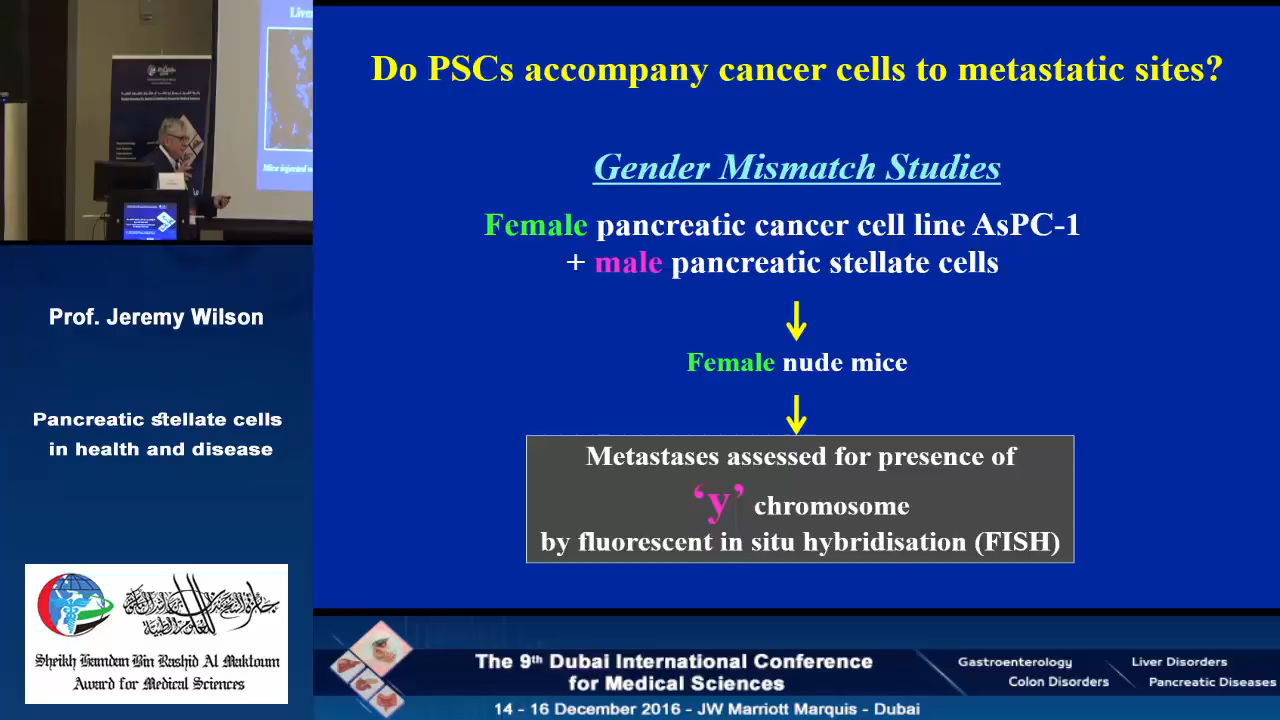 Do PSCs accompany cancer cells to metastatic sites?
Gender Mismatch Studies
Female pancreatic cancer cell line AsPC-1
+ male pancreatic stellate cells
Female nude mice
Metastases assessed for presence of
‘y’ chromosome
by fluorescent in situ hybridisation (FISH)
Live
Mice injected w
Prof. Jeremy Wilson
Pancreatic stellate cells
in health and disease
Sheikh Hamdan Bin Rashid Al Maktoum
Award for Medical Sciences
The 9th Dubai International Conference
for Medical Sciences
14 - 16 December 2016 - JW Marriott Marquis - Dubai
Gastroenterology
Liver Disorders
Colon Disorders
Pancreatic Diseases